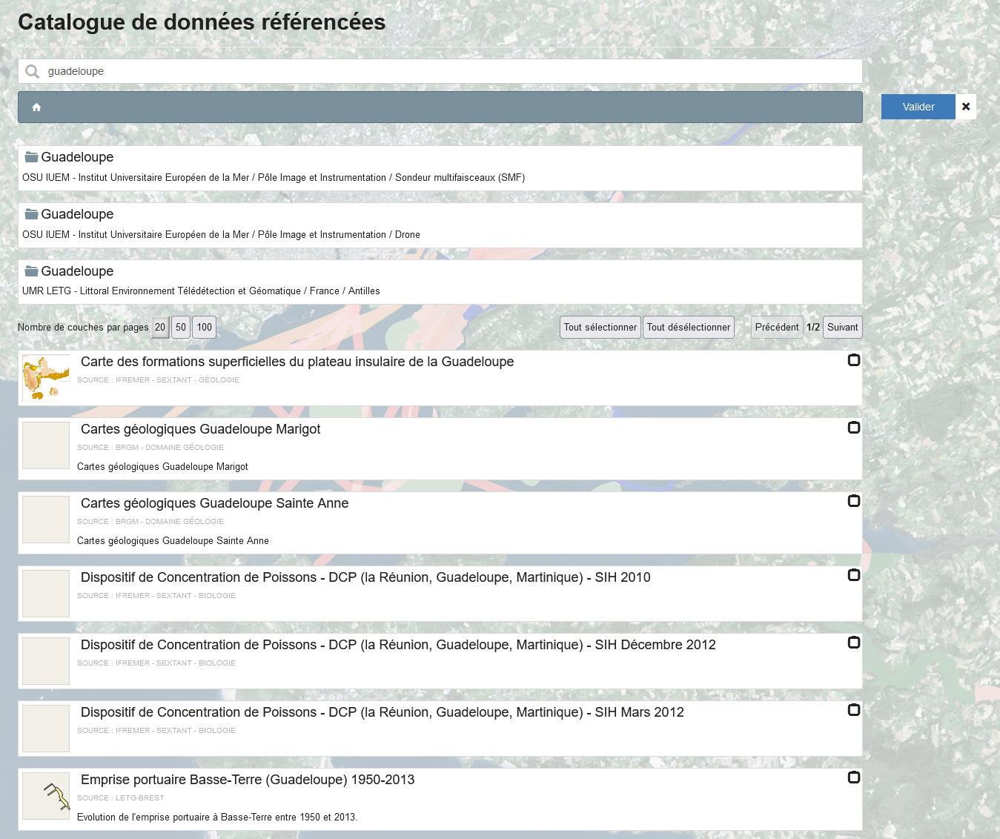 Catalogue de données référencées
guadeloupe
Valider
Guadeloupe
OSU IUEM - Institut Universitaire Européen de la Mer / Pôle Image et Instrumentation / Sondeur multifaisceaux (SMF)
Guadeloupe
OSU IUEM - Institut Universitaire Européen de la Mer / Pôle Image et Instrumentation / Drone
Guadeloupe
UMR LETG - Littoral Environnement Télédétection et Géomatique / France / Antilles
Nombre de couches par pages 20 50 100 Tout sélectionner Tout désélectionner Précédent 1/2 Suivant
Carte des formations superficielles du plateau insulaire de la Guadeloupe
SOURCE : IFREMER - SEXTANT - GÉOLOGIE
Cartes géologiques Guadeloupe Marigot
SOURCE : BRGM - DOMAINE GÉOLOGIE
Cartes géologiques Guadeloupe Marigot
Cartes géologiques Guadeloupe Sainte Anne
SOURCE : BRGM - DOMAINE GÉOLOGIE
Cartes géologiques Guadeloupe Sainte Anne
Dispositif de Concentration de Poissons - DCP (la Réunion, Guadeloupe, Martinique) - SIH 2010
SOURCE : IFREMER - SEXTANT - BIOLOGIE
Dispositif de Concentration de Poissons - DCP (la Réunion, Guadeloupe, Martinique) - SIH Décembre 2012
SOURCE : IFREMER - SEXTANT - BIOLOGIE
Dispositif de Concentration de Poissons - DCP (la Réunion, Guadeloupe, Martinique) - SIH Mars 2012
SOURCE : IFREMER - SEXTANT - BIOLOGIE
Emprise portuaire Basse-Terre (Guadeloupe) 1950-2013
SOURCE : LETG-BREST
Evolution de l'emprise portuaire à Basse-Terre entre 1950 et 2013.